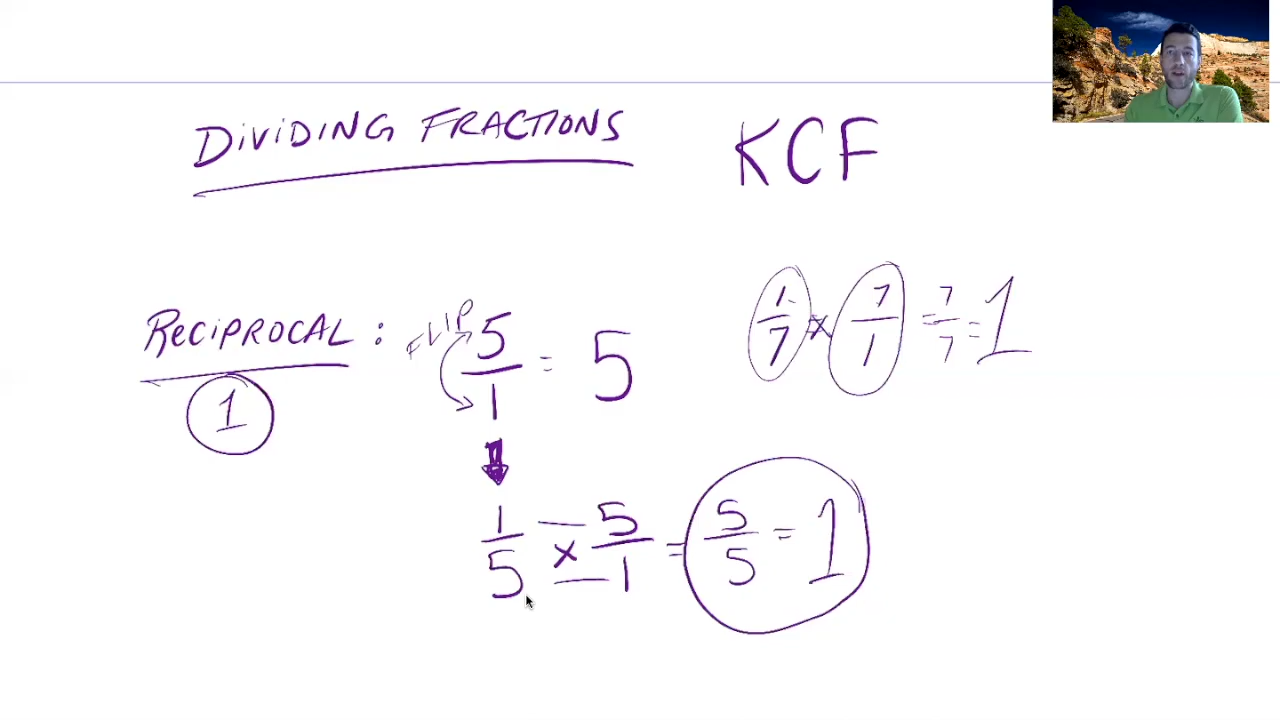 DiViDiNG FRACTIONS KCF
RECiPROCAL: FLIP 5/1 = 5
1
1/7 x 7/1 = 7/7 = 1
1/5 x 5/1 = 5/5 = 1